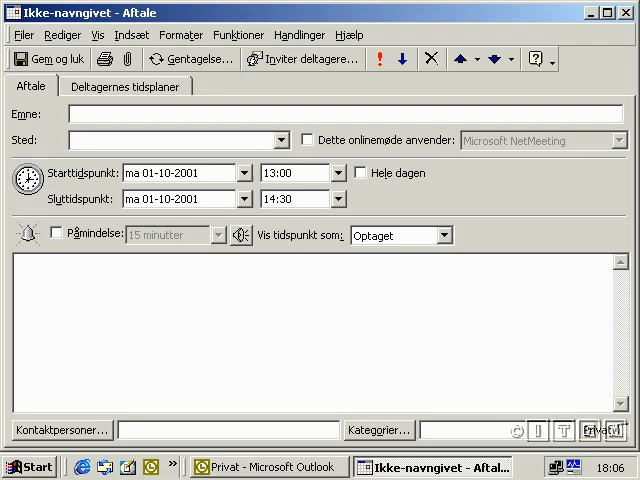 Ikke-navngivet - Aftale
Filer Rediger Vis Indsæt Formater Funktioner Handlinger Hjælp
Gem og luk Gentagelse... Inviter deltagere...
Aftale Deltagernes tidsplaner
Emne:
Sted: Dette onlinemøde anvender: Microsoft NetMeeting
Starttidspunkt: ma 01-10-2001 13:00 Hele dagen
Sluttidspunkt: ma 01-10-2001 14:30
Påmindelse: 15 minutter Vis tidspunkt som: Optaget
Kontaktpersoner... Kategorier... Privat
© ITEM
Start Privat - Microsoft Outlook Ikke-navngivet - Aftal... 18:06